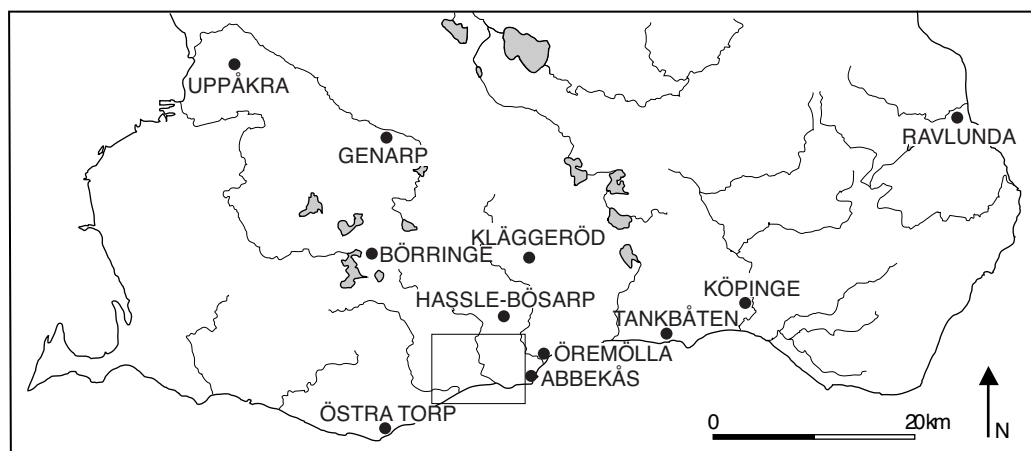 UPPÅKRA
RAVLUNDA
GENARP
KLÄGGERÖD
BÖRRINGE
KÖPINGE
HASSLE-BÖSARP
TANKBÅTEN
ÖREMÖLLA
ABBEKÅS
ÖSTRA TORP
0 20km
N